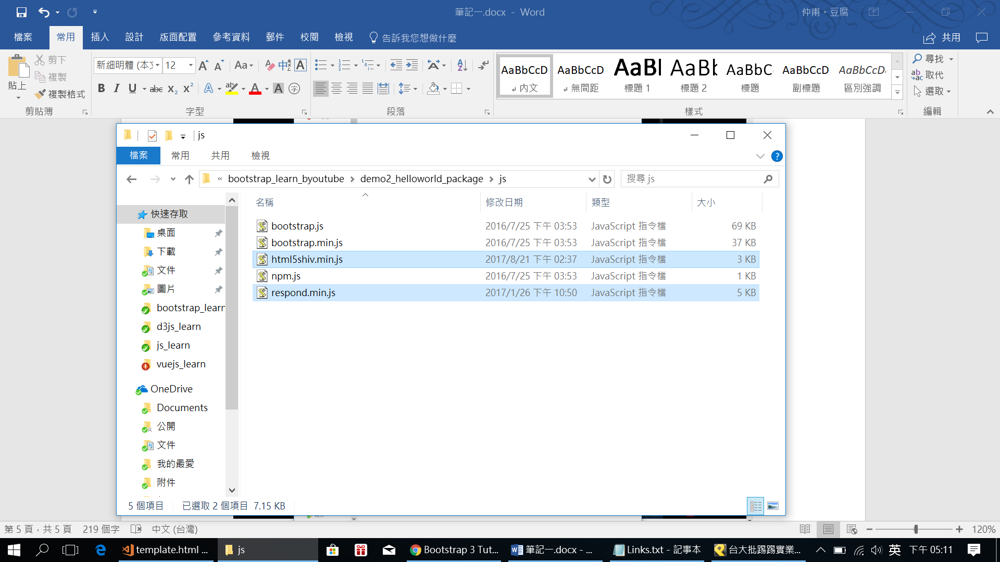 筆記一.docx - Word
仲甫。豆腐
檔案 常用 插入 設計 版面配置 參考資料 郵件 校閱 檢視 告訴我您想做什麼 共用
貼上 剪下 複製 複製格式 剪貼簿
新細明體 (本文 12 Aa 中文 A
B I U abc x₂ x² A ab A A 字
字型
段落
AaBbCcD AaBbCcD AaBl AaBb AaBbC AaBbCcD AaBbCcD
↲ 內文 ↲ 無間距 標題 1 標題 2 標題 副標題 區別強調
樣式
尋找
取代
選取
編輯
js
檔案 常用 共用 檢視
« bootstrap_learn_byoutube > demo2_helloworld_package > js
搜尋 js
名稱 修改日期 類型 大小
bootstrap.js 2016/7/25 下午 03:53 JavaScript 指令檔 69 KB
bootstrap.min.js 2016/7/25 下午 03:53 JavaScript 指令檔 37 KB
html5shiv.min.js 2017/8/21 下午 02:37 JavaScript 指令檔 3 KB
npm.js 2016/7/25 下午 03:53 JavaScript 指令檔 1 KB
respond.min.js 2017/1/26 下午 10:50 JavaScript 指令檔 5 KB
快速存取
桌面
下載
文件
圖片
bootstrap_learn
d3js_learn
js_learn
vuejs_learn
OneDrive
Documents
公開
文件
我的最愛
附件
5 個項目 已選取 2 個項目 7.15 KB
第 5 頁，共 5 頁 219 個字 中文 (台灣) 120%
template.html ... js Bootstrap 3 Tut... 筆記一.docx - ... Links.txt - 記事本 台大批踢踢實業... 英 下午 05:11